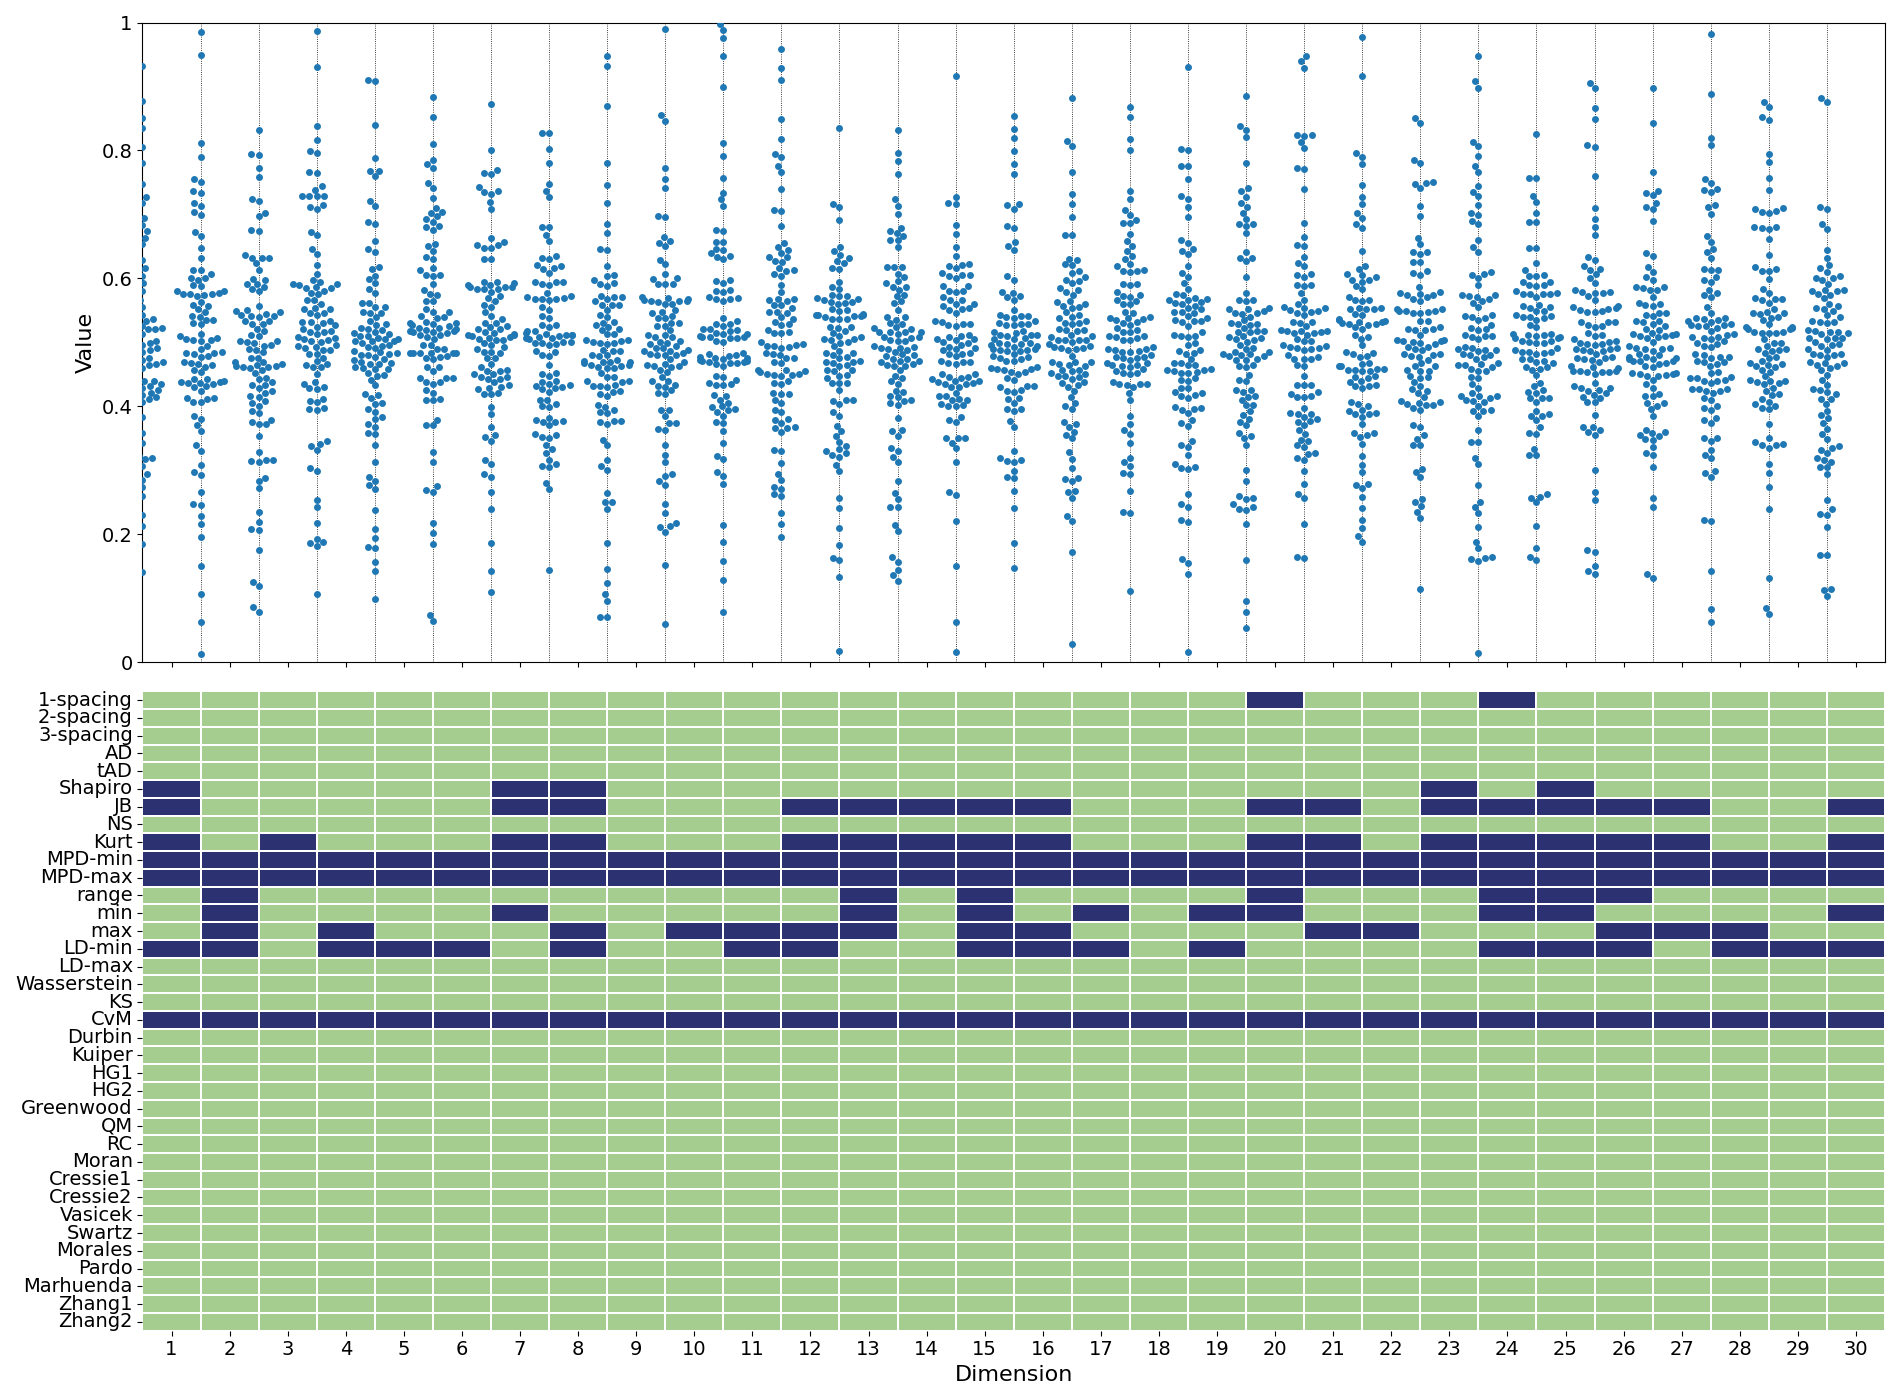 1
0.8
0.6
0.4
0.2
0
Value
1-spacing
2-spacing
3-spacing
AD
tAD
Shapiro
JB
NS
Kurt
MPD-min
MPD-max
range
min
max
LD-min
LD-max
Wasserstein
KS
CvM
Durbin
Kuiper
HG1
HG2
Greenwood
QM
RC
Moran
Cressie1
Cressie2
Vasicek
Swartz
Morales
Pardo
Marhuenda
Zhang1
Zhang2
1 2 3 4 5 6 7 8 9 10 11 12 13 14 15 16 17 18 19 20 21 22 23 24 25 26 27 28 29 30
Dimension